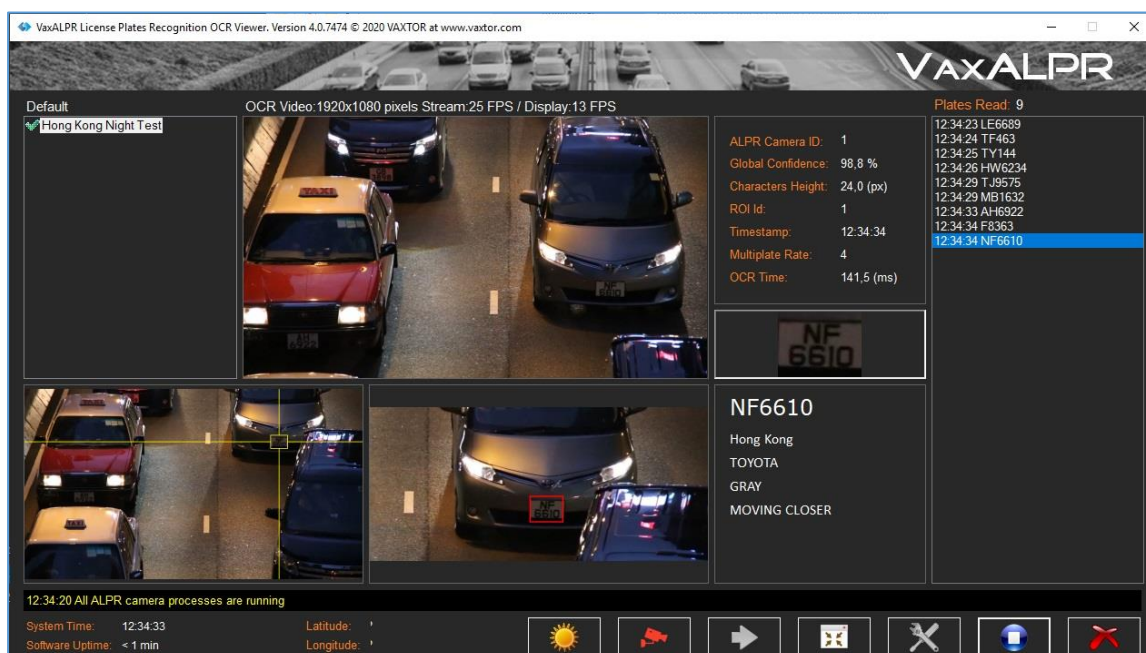 VaxALPR License Plates Recognition OCR Viewer. Version 4.0.7474 © 2020 VAXTOR at www.vaxtor.com
VAXALPR
Default
OCR Video:1920x1080 pixels Stream:25 FPS / Display:13 FPS
Plates Read: 9
Hong Kong Night Test
TAXI
NF
6610
AH
6922
ALPR Camera ID: 1
Global Confidence: 98,8 %
Characters Height: 24,0 (px)
ROI Id: 1
Timestamp: 12:34:34
Multiplate Rate: 4
OCR Time: 141,5 (ms)
NF
6610
12:34:23 LE6689
12:34:24 TF463
12:34:25 TY144
12:34:26 HW6234
12:34:29 TJ9575
12:34:29 MB1632
12:34:33 AH6922
12:34:34 F8363
12:34:34 NF6610
NF
6610
NF6610
Hong Kong
TOYOTA
GRAY
MOVING CLOSER
12:34:20 All ALPR camera processes are running
System Time: 12:34:33
Latitude: '
Software Uptime: < 1 min
Longitude: '